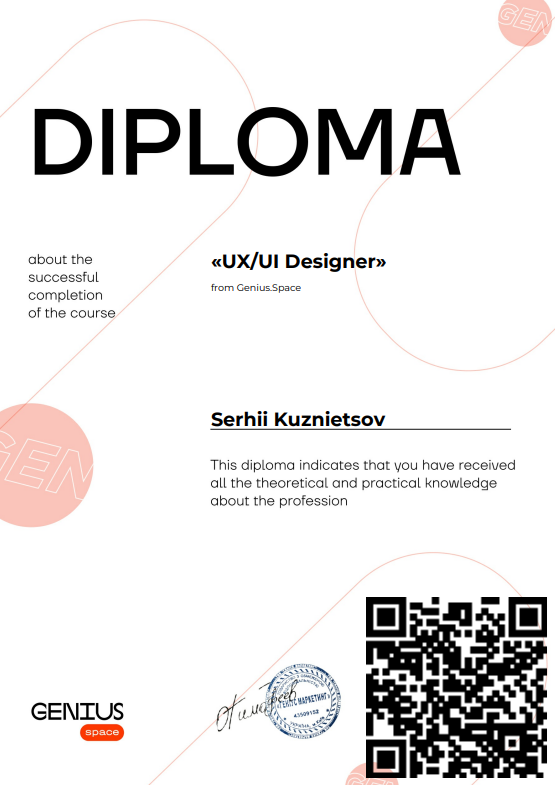 GEN
DIPLOMA
about the
successful
completion
of the course
«UX/UI Designer»
from Genius.Space
Serhii Kuznietsov
GEN
This diploma indicates that you have received
all the theoretical and practical knowledge
about the profession
МАРКЕТИНГ
43509152
GENIUS
space